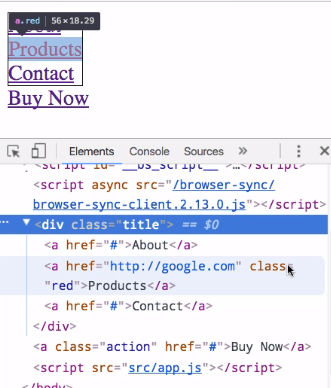 a.red | 56×18.29
About
Products
Contact
Buy Now
Elements Console Sources »
<script id="__bs_script__">…</script>
<script async src="/browser-sync/
browser-sync-client.2.13.0.js"></script>
… ▼<div class="title"> == $0
<a href="#">About</a>
<a href="http://google.com" class=
"red">Products</a>
<a href="#">Contact</a>
</div>
<a class="action" href="#">Buy Now</a>
<script src="src/app.js"></script>
</body>